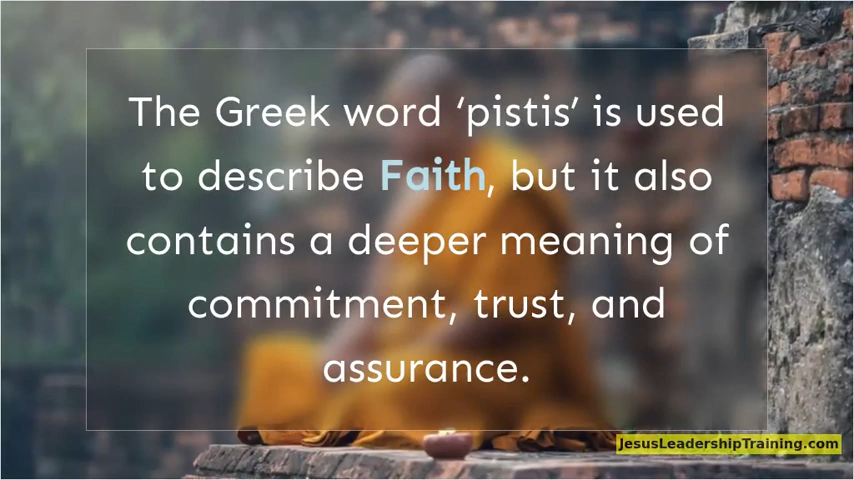 The Greek word ‘pistis’ is used
to describe Faith, but it also
contains a deeper meaning of
commitment, trust, and
assurance.
JesusLeadershipTraining.com